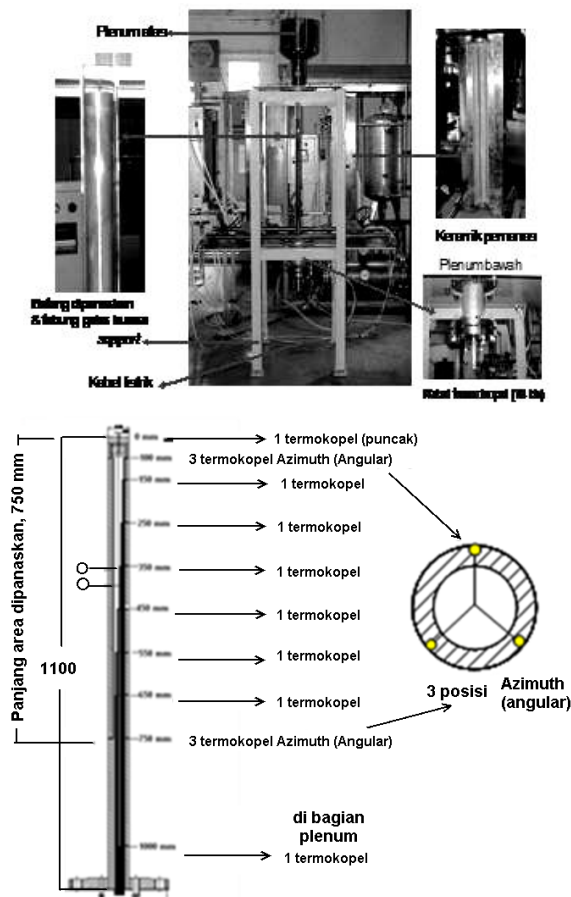 Plenum atas
Keramik pemanas
Plenum bawah
Batang dipanaskan
& tabung gelas kuarsa
support
Kabel listrik
0 mm
1 termokopel (puncak)
100 mm
3 termokopel Azimuth (Angular)
150 mm
1 termokopel
250 mm
1 termokopel
350 mm
1 termokopel
450 mm
1 termokopel
550 mm
1 termokopel
650 mm
1 termokopel
750 mm
3 termokopel Azimuth (Angular)
Panjang area dipanaskan, 750 mm
1100
3 posisi
Azimuth
(angular)
di bagian
plenum
1000 mm
1 termokopel